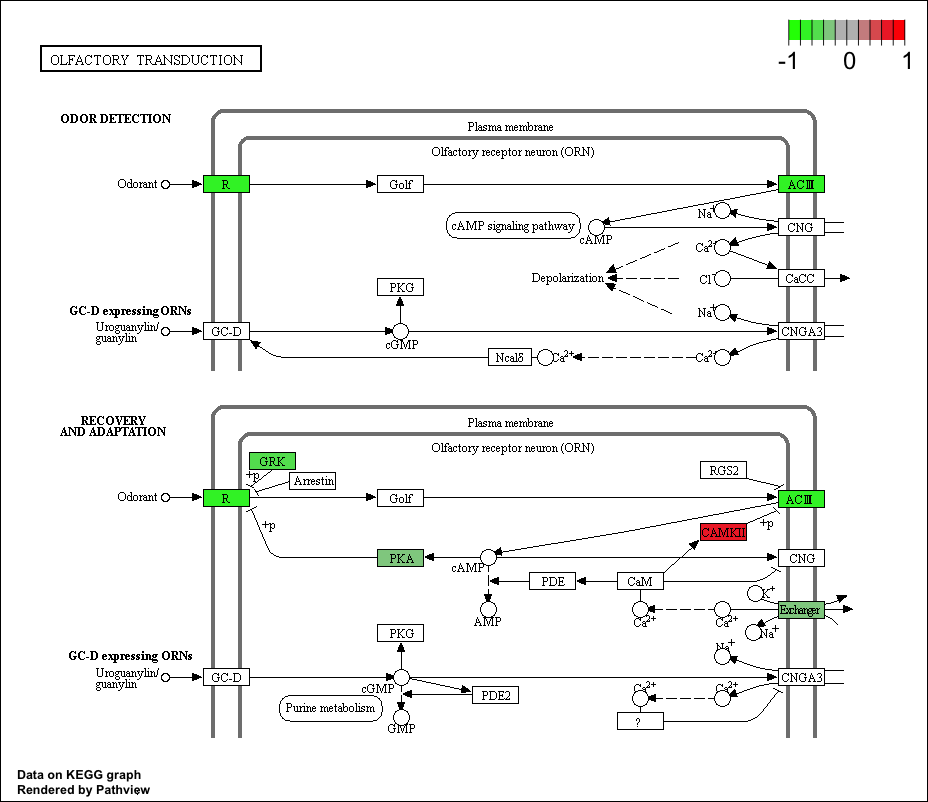 -1 0 1
OLFACTORY TRANSDUCTION
ODOR DETECTION
Plasma membrane
Olfactory receptor neuron (ORN)
Odorant R Golf ACIII
Na+
cAMP signaling pathway cAMP CNG
Ca2+
Depolarization Cl- CaCC
PKG
GC-D expressing ORNs Na+
Uroguanylin/
guanylin
GC-D cGMP CNGA3
Ncalδ Ca2+ Ca2+
RECOVERY
AND ADAPTATION
Plasma membrane
Olfactory receptor neuron (ORN)
GRK
+p Arrestin RGS2
Odorant R Golf ACIII
+p CAMKII +p
PKA cAMP CNG
PDE CaM
K+
AMP Ca2+ Ca2+ Exchanger
Na+
PKG
GC-D expressing ORNs Na+
Uroguanylin/
guanylin
GC-D cGMP CNGA3
PDE2 Ca2+ Ca2+
Purine metabolism
GMP ?
Data on KEGG graph
Rendered by Pathview